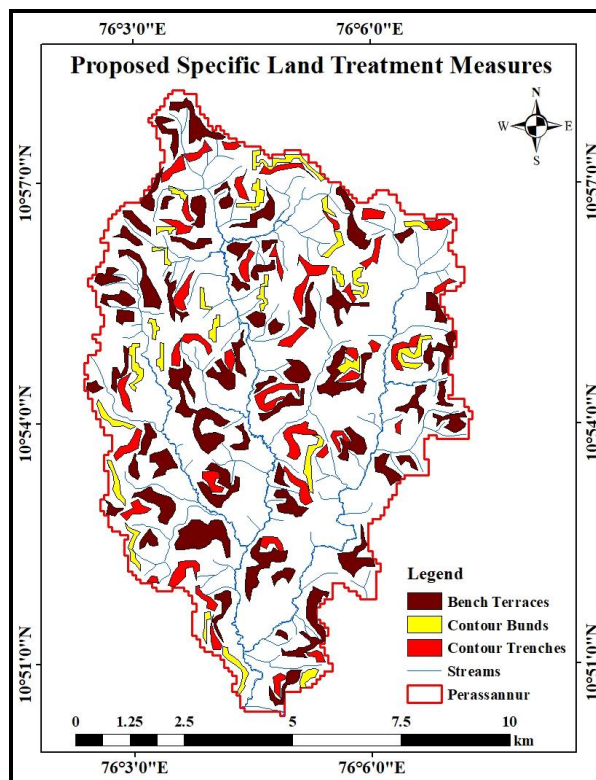 76°3'0"E 76°6'0"E
Proposed Specific Land Treatment Measures
N
W E
S
10°57'0"N 10°57'0"N
10°54'0"N 10°54'0"N
Legend
Bench Terraces
Contour Bunds
Contour Trenches
Streams
Perassannur
10°51'0"N 10°51'0"N
0 1.25 2.5 5 7.5 10
km
76°3'0"E 76°6'0"E